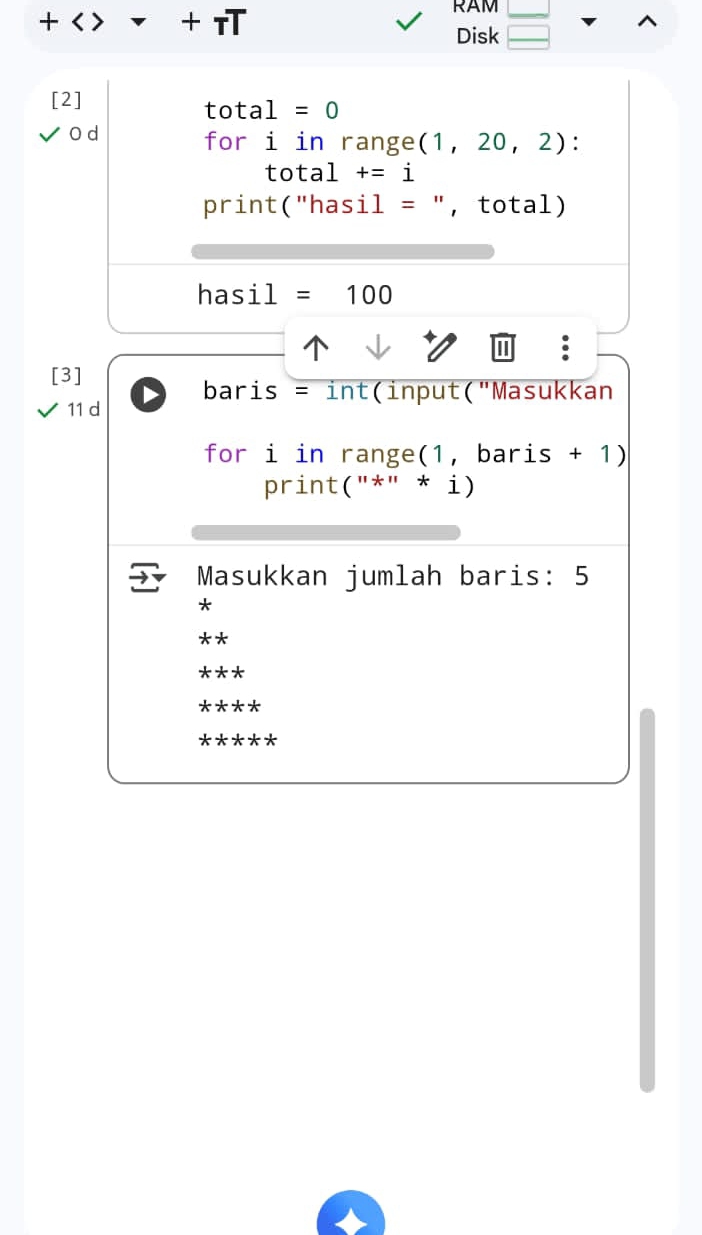 RAM
+ <> + TT
Disk
[2]
0 d
total = 0
for i in range(1, 20, 2):
    total += i
print("hasil = ", total)
hasil =  100
[3]
11 d
baris = int(input("Masukkan
for i in range(1, baris + 1)
    print("*" * i)
Masukkan jumlah baris: 5
*
**
***
****
*****